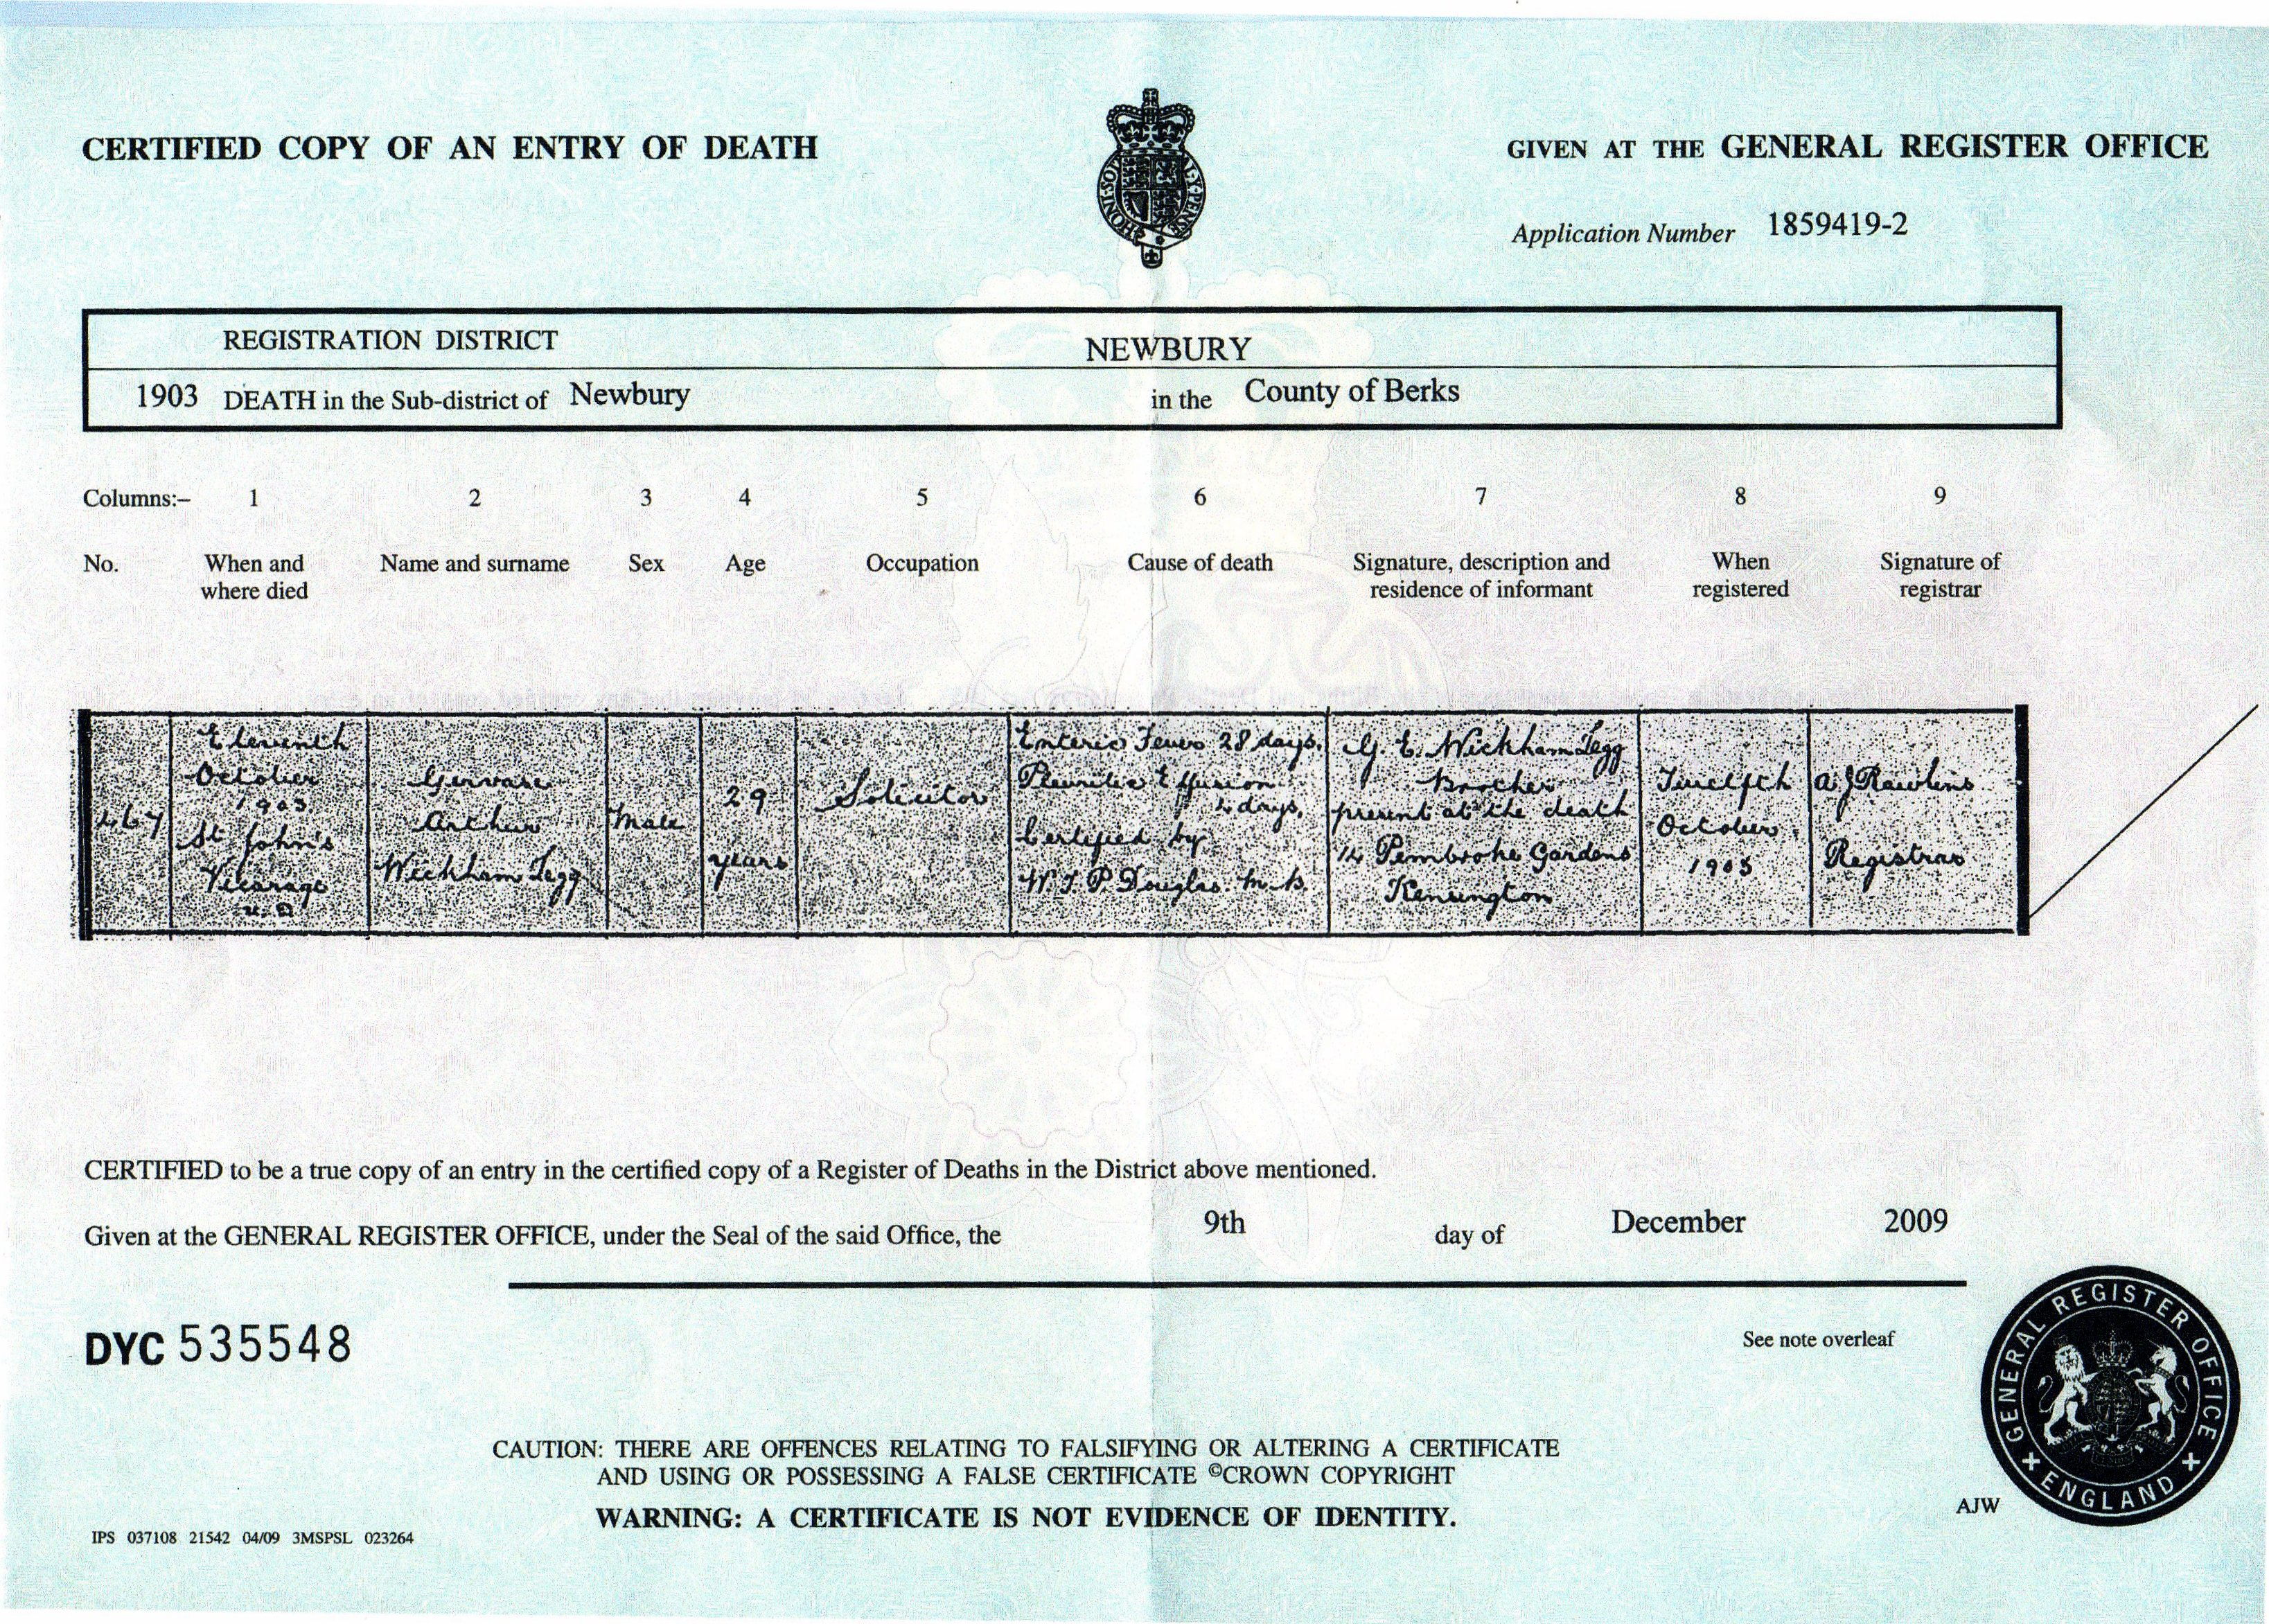 CERTIFIED COPY OF AN ENTRY OF DEATH
GIVEN AT THE GENERAL REGISTER OFFICE
Application Number 1859419-2
REGISTRATION DISTRICT NEWBURY
1903 DEATH in the Sub-district of Newbury in the County of Berks
Columns:– 1 2 3 4 5 6 7 8 9
No. When and where died Name and surname Sex Age Occupation Cause of death Signature, description and residence of informant When registered Signature of registrar
467
Eleventh
October
1903
St John's
Vicarage
U.D
Gervase
Arthur
Wickham Legg
Male
29
years
Solicitor
Enteric Fever 28 days.
Pleuritic Effusion
4 days.
Certified by
W. J. P. Douglas. M.B.
G. E. Wickham Legg
Brother
present at the death
14 Pembroke Gardens
Kensington
Twelfth
October
1903
A J Rawlins
Registrar
CERTIFIED to be a true copy of an entry in the certified copy of a Register of Deaths in the District above mentioned.
Given at the GENERAL REGISTER OFFICE, under the Seal of the said Office, the 9th day of December 2009
DYC 535548
See note overleaf
GENERAL REGISTER OFFICE
ENGLAND
CAUTION: THERE ARE OFFENCES RELATING TO FALSIFYING OR ALTERING A CERTIFICATE
AND USING OR POSSESSING A FALSE CERTIFICATE ©CROWN COPYRIGHT
WARNING: A CERTIFICATE IS NOT EVIDENCE OF IDENTITY.
AJW
IPS 037108 21542 04/09 3MSPSL 023264